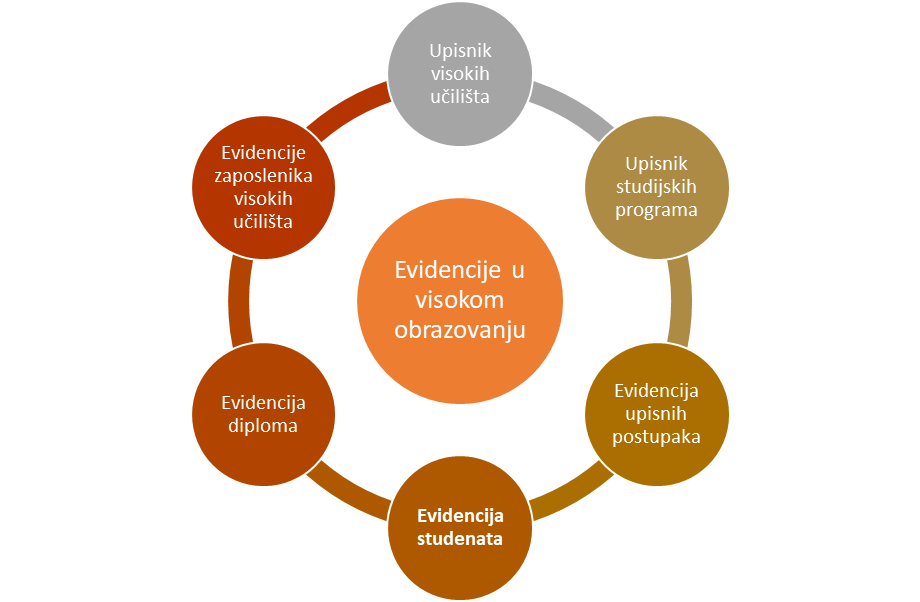 Upisnik
visokih
učilišta
Upisnik
studijskih
programa
Evidencija
upisnih
postupaka
Evidencija
studenata
Evidencija
diploma
Evidencije
zaposlenika
visokih
učilišta
Evidencije u
visokom
obrazovanju